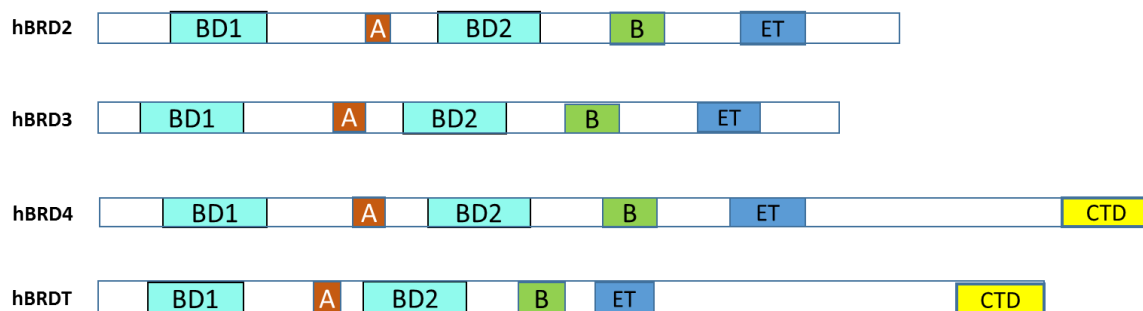 hBRD2 BD1 A BD2 B ET
hBRD3 BD1 A BD2 B ET
hBRD4 BD1 A BD2 B ET CTD
hBRDT BD1 A BD2 B ET CTD